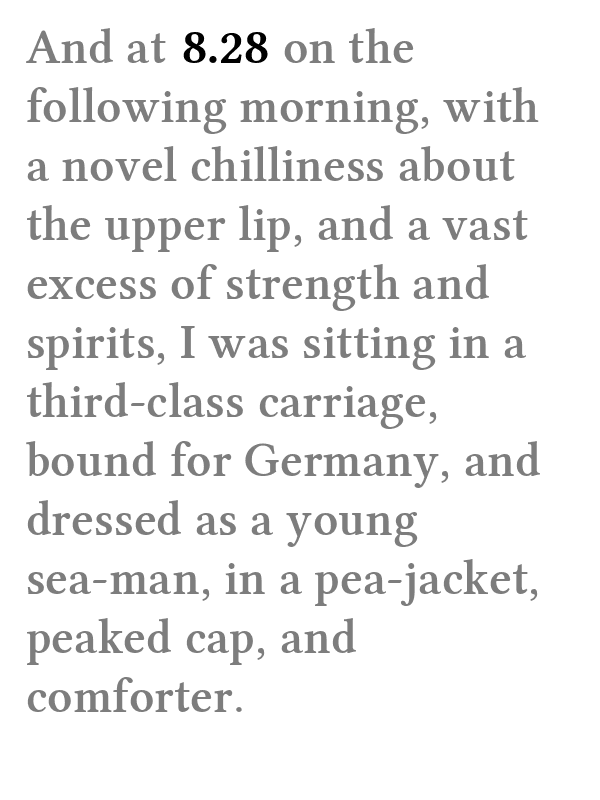 And at 8.28 on the
following morning, with
a novel chilliness about
the upper lip, and a vast
excess of strength and
spirits, I was sitting in a
third-class carriage,
bound for Germany, and
dressed as a young
sea-man, in a pea-jacket,
peaked cap, and
comforter.